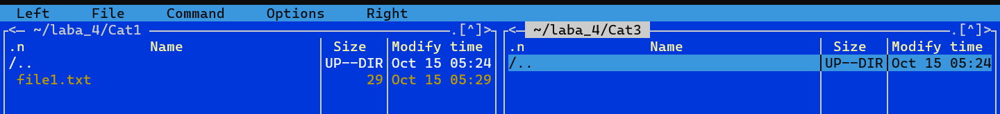 Left File Command Options Right
<─ ~/laba_4/Cat1 ─.[^]> <─ ~/laba_4/Cat3 ─.[^]>
.n Name Size Modify time .n Name Size Modify time
/.. UP--DIR Oct 15 05:24 /.. UP--DIR Oct 15 05:24
file1.txt 29 Oct 15 05:29